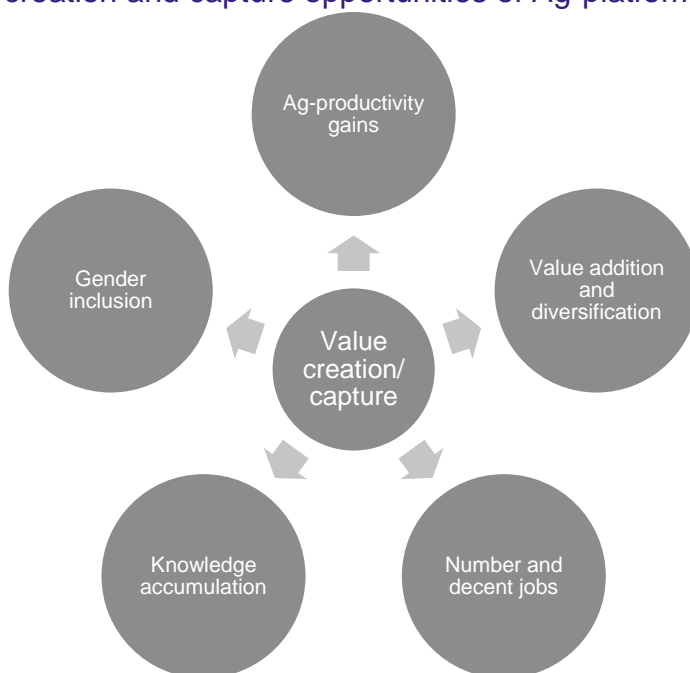 creation and capture opportunities of Ag-platform
Ag-productivity
gains
Value addition
and
diversification
Number and
decent jobs
Knowledge
accumulation
Gender
inclusion
Value
creation/
capture